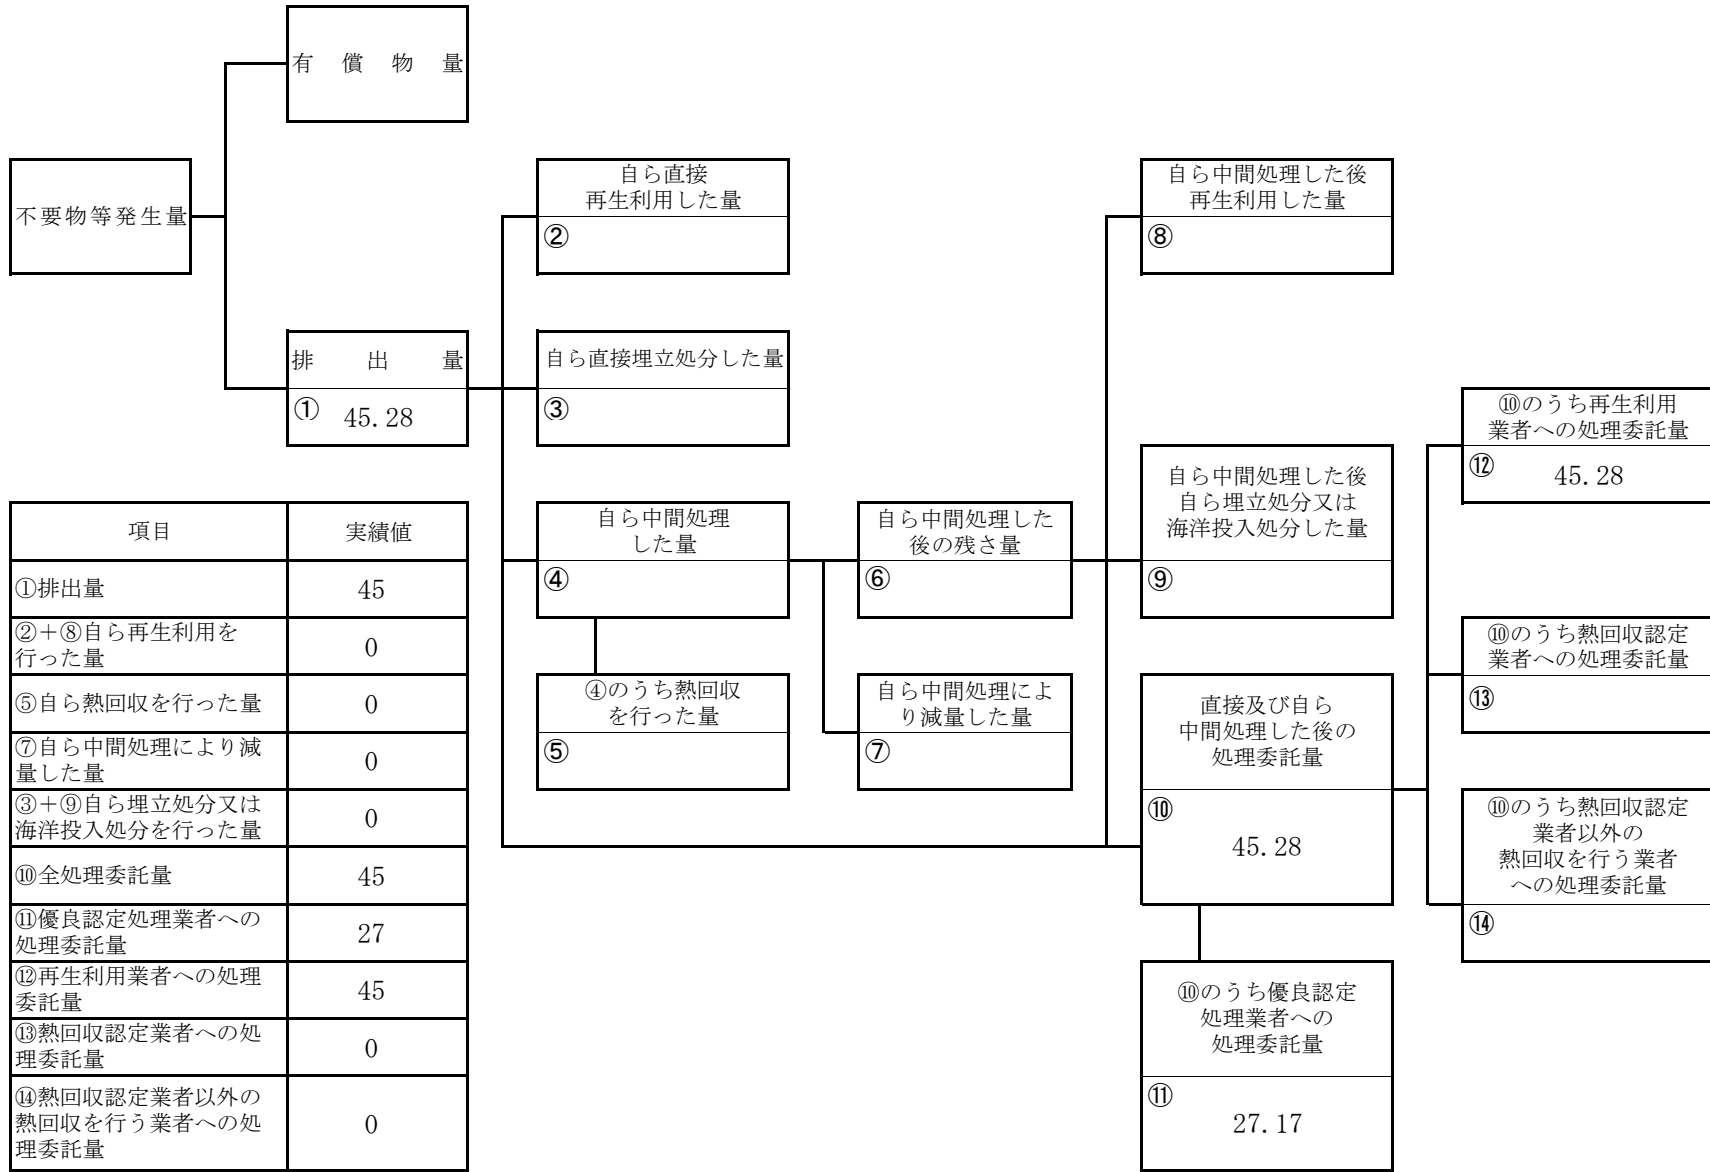 有償物量
不要物等発生量
自ら直接
再生利用した量
②
自ら中間処理した後
再生利用した量
⑧
排出量
① 45.28
自ら直接埋立処分した量
③
⑩のうち再生利用
業者への処理委託量
⑫ 45.28
自ら中間処理
した量
④
自ら中間処理した
後の残さ量
⑥
自ら中間処理した後
自ら埋立処分又は
海洋投入処分した量
⑨
⑩のうち熱回収認定
業者への処理委託量
⑬
④のうち熱回収
を行った量
⑤
自ら中間処理によ
り減量した量
⑦
直接及び自ら
中間処理した後の
処理委託量
⑩
45.28
⑩のうち熱回収認定
業者以外の
熱回収を行う業者
への処理委託量
⑭
⑩のうち優良認定
処理業者への
処理委託量
⑪
27.17
項目 実績値
①排出量 45
②＋⑧自ら再生利用を
行った量 0
⑤自ら熱回収を行った量 0
⑦自ら中間処理により減
量した量 0
③＋⑨自ら埋立処分又は
海洋投入処分を行った量 0
⑩全処理委託量 45
⑪優良認定処理業者への
処理委託量 27
⑫再生利用業者への処理
委託量 45
⑬熱回収認定業者への処
理委託量 0
⑭熱回収認定業者以外の
熱回収を行う業者への処
理委託量 0